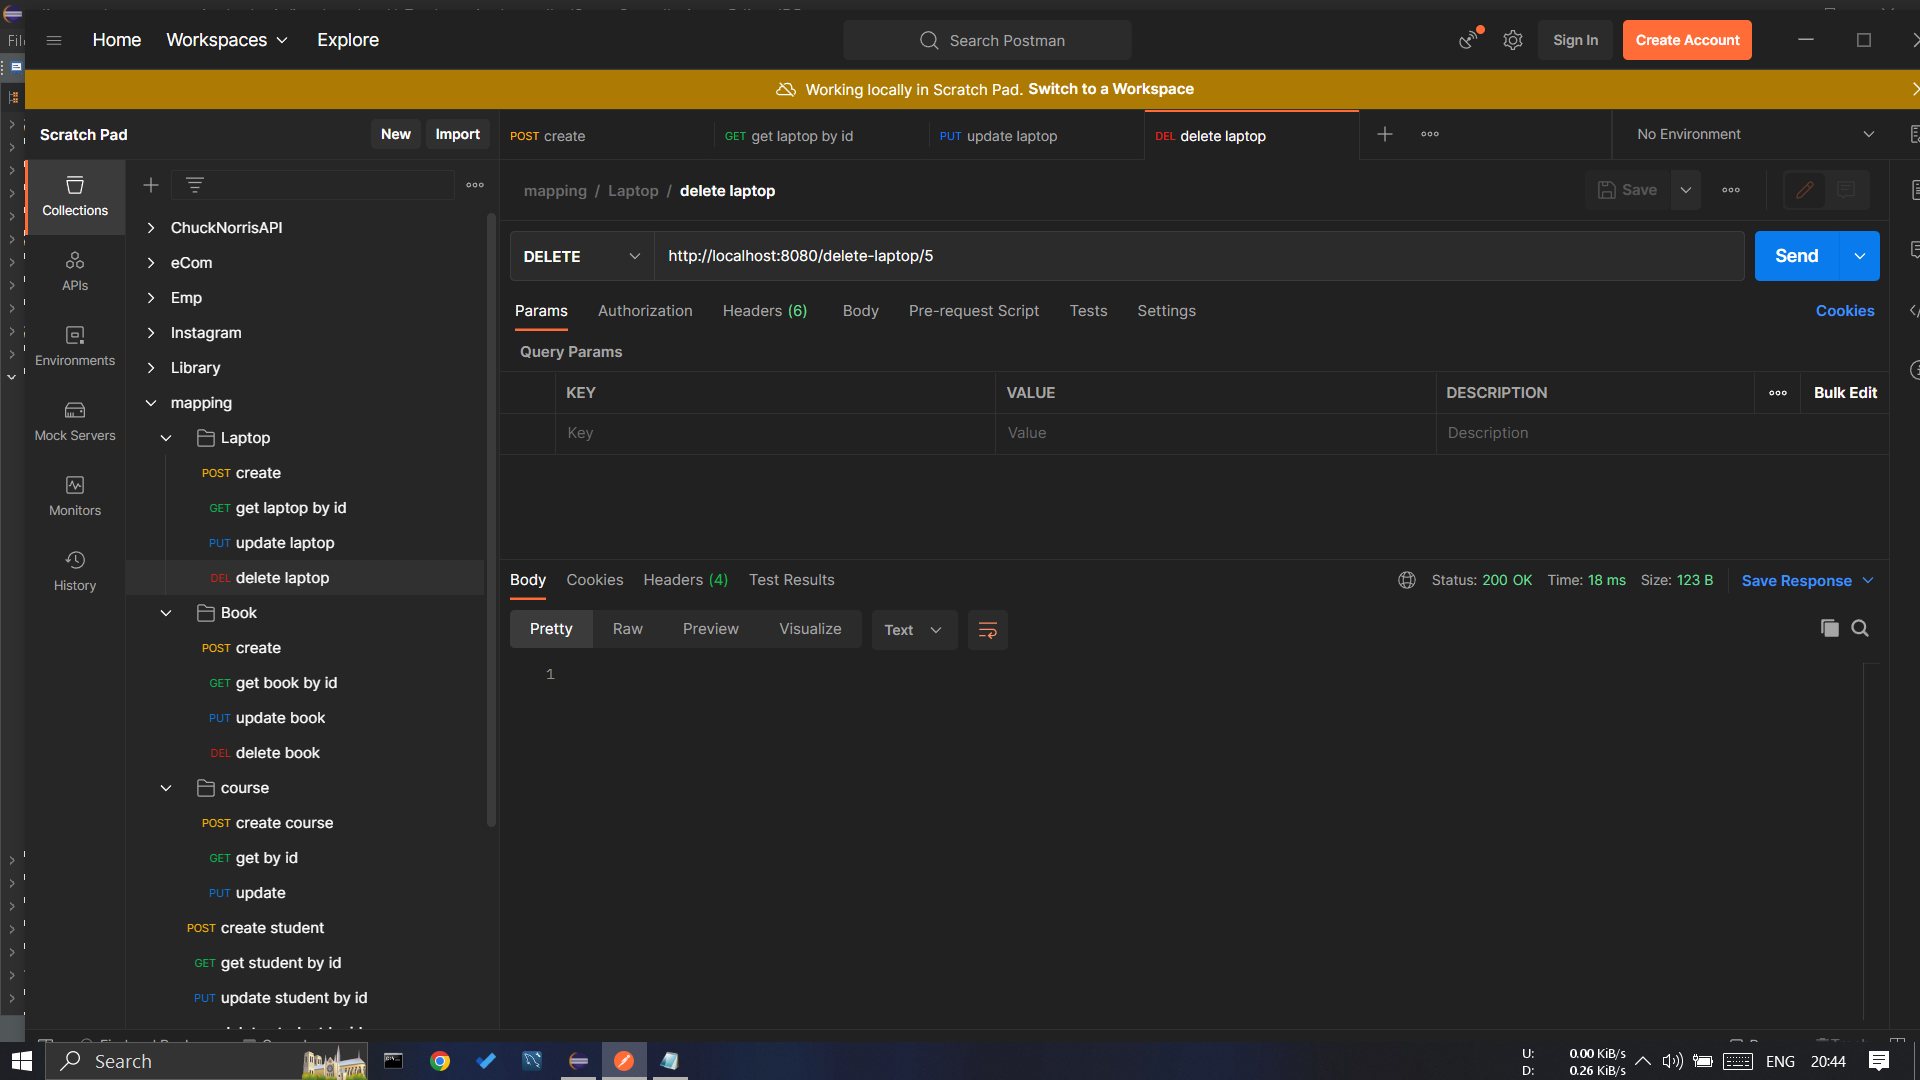 Home
Workspaces
Explore
Search Postman
Sign In
Create Account
Working locally in Scratch Pad. Switch to a Workspace
Scratch Pad
New
Import
POST create
GET get laptop by id
PUT update laptop
DEL delete laptop
No Environment
Collections
APIs
Environments
Mock Servers
Monitors
History
ChuckNorrisAPI
eCom
Emp
Instagram
Library
mapping
Laptop
POST create
GET get laptop by id
PUT update laptop
DEL delete laptop
Book
POST create
GET get book by id
PUT update book
DEL delete book
course
POST create course
GET get by id
PUT update
POST create student
GET get student by id
PUT update student by id
mapping / Laptop / delete laptop
Save
DELETE
http://localhost:8080/delete-laptop/5
Send
Params
Authorization
Headers (6)
Body
Pre-request Script
Tests
Settings
Cookies
Query Params
KEY
VALUE
DESCRIPTION
Bulk Edit
Key
Value
Description
Body
Cookies
Headers (4)
Test Results
Status: 200 OK
Time: 18 ms
Size: 123 B
Save Response
Pretty
Raw
Preview
Visualize
Text
1
Search
U: 0.00 KiB/s
D: 0.26 KiB/s
ENG
20:44